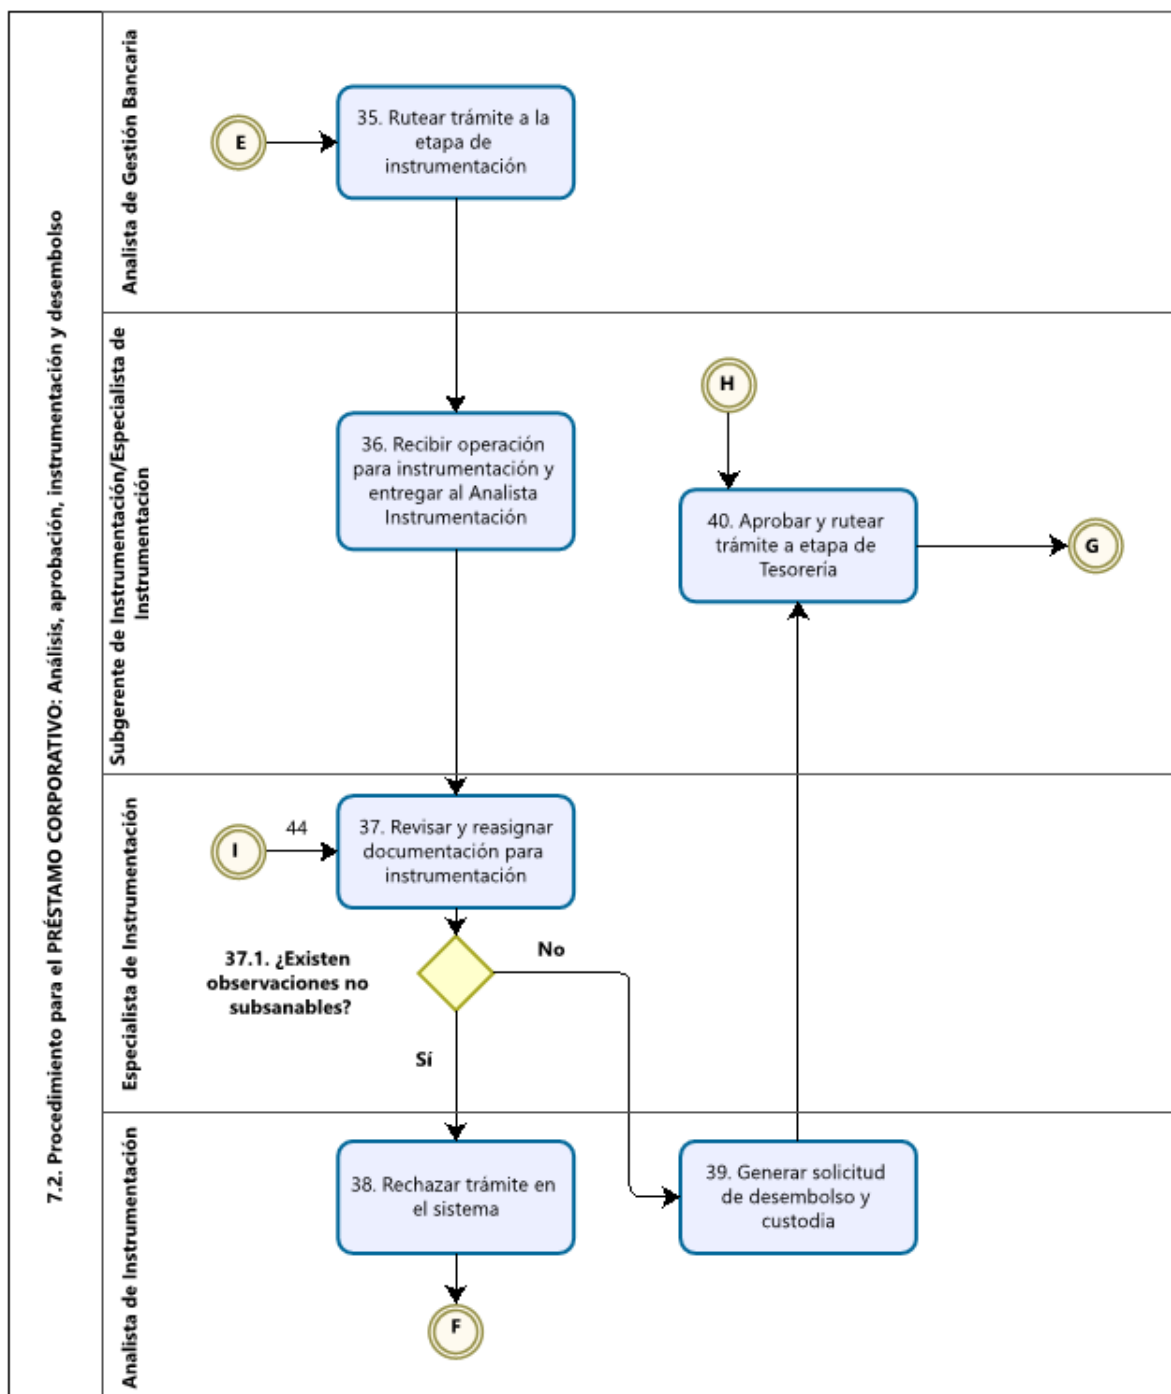 7.2. Procedimiento para el PRÉSTAMO CORPORATIVO: Análisis, aprobación, instrumentación y desembolso
Analista de Gestión Bancaria
E
35. Rutear trámite a la
etapa de
instrumentación
Subgerente de Instrumentación/Especialista de
Instrumentación
36. Recibir operación
para instrumentación y
entregar al Analista
Instrumentación
H
40. Aprobar y rutear
trámite a etapa de
Tesorería
G
Especialista de Instrumentación
I
44
37. Revisar y reasignar
documentación para
instrumentación
37.1. ¿Existen
observaciones no
subsanables?
No
Sí
Analista de Instrumentación
38. Rechazar trámite en
el sistema
39. Generar solicitud
de desembolso y
custodia
F